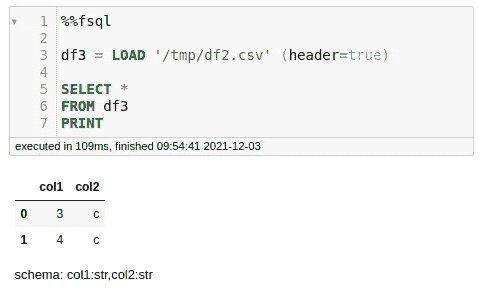 1 %%fsql
2
3 df3 = LOAD '/tmp/df2.csv' (header=true)
4
5 SELECT *
6 FROM df3
7 PRINT
executed in 109ms, finished 09:54:41 2021-12-03
col1 col2
0 3 c
1 4 c
schema: col1:str,col2:str